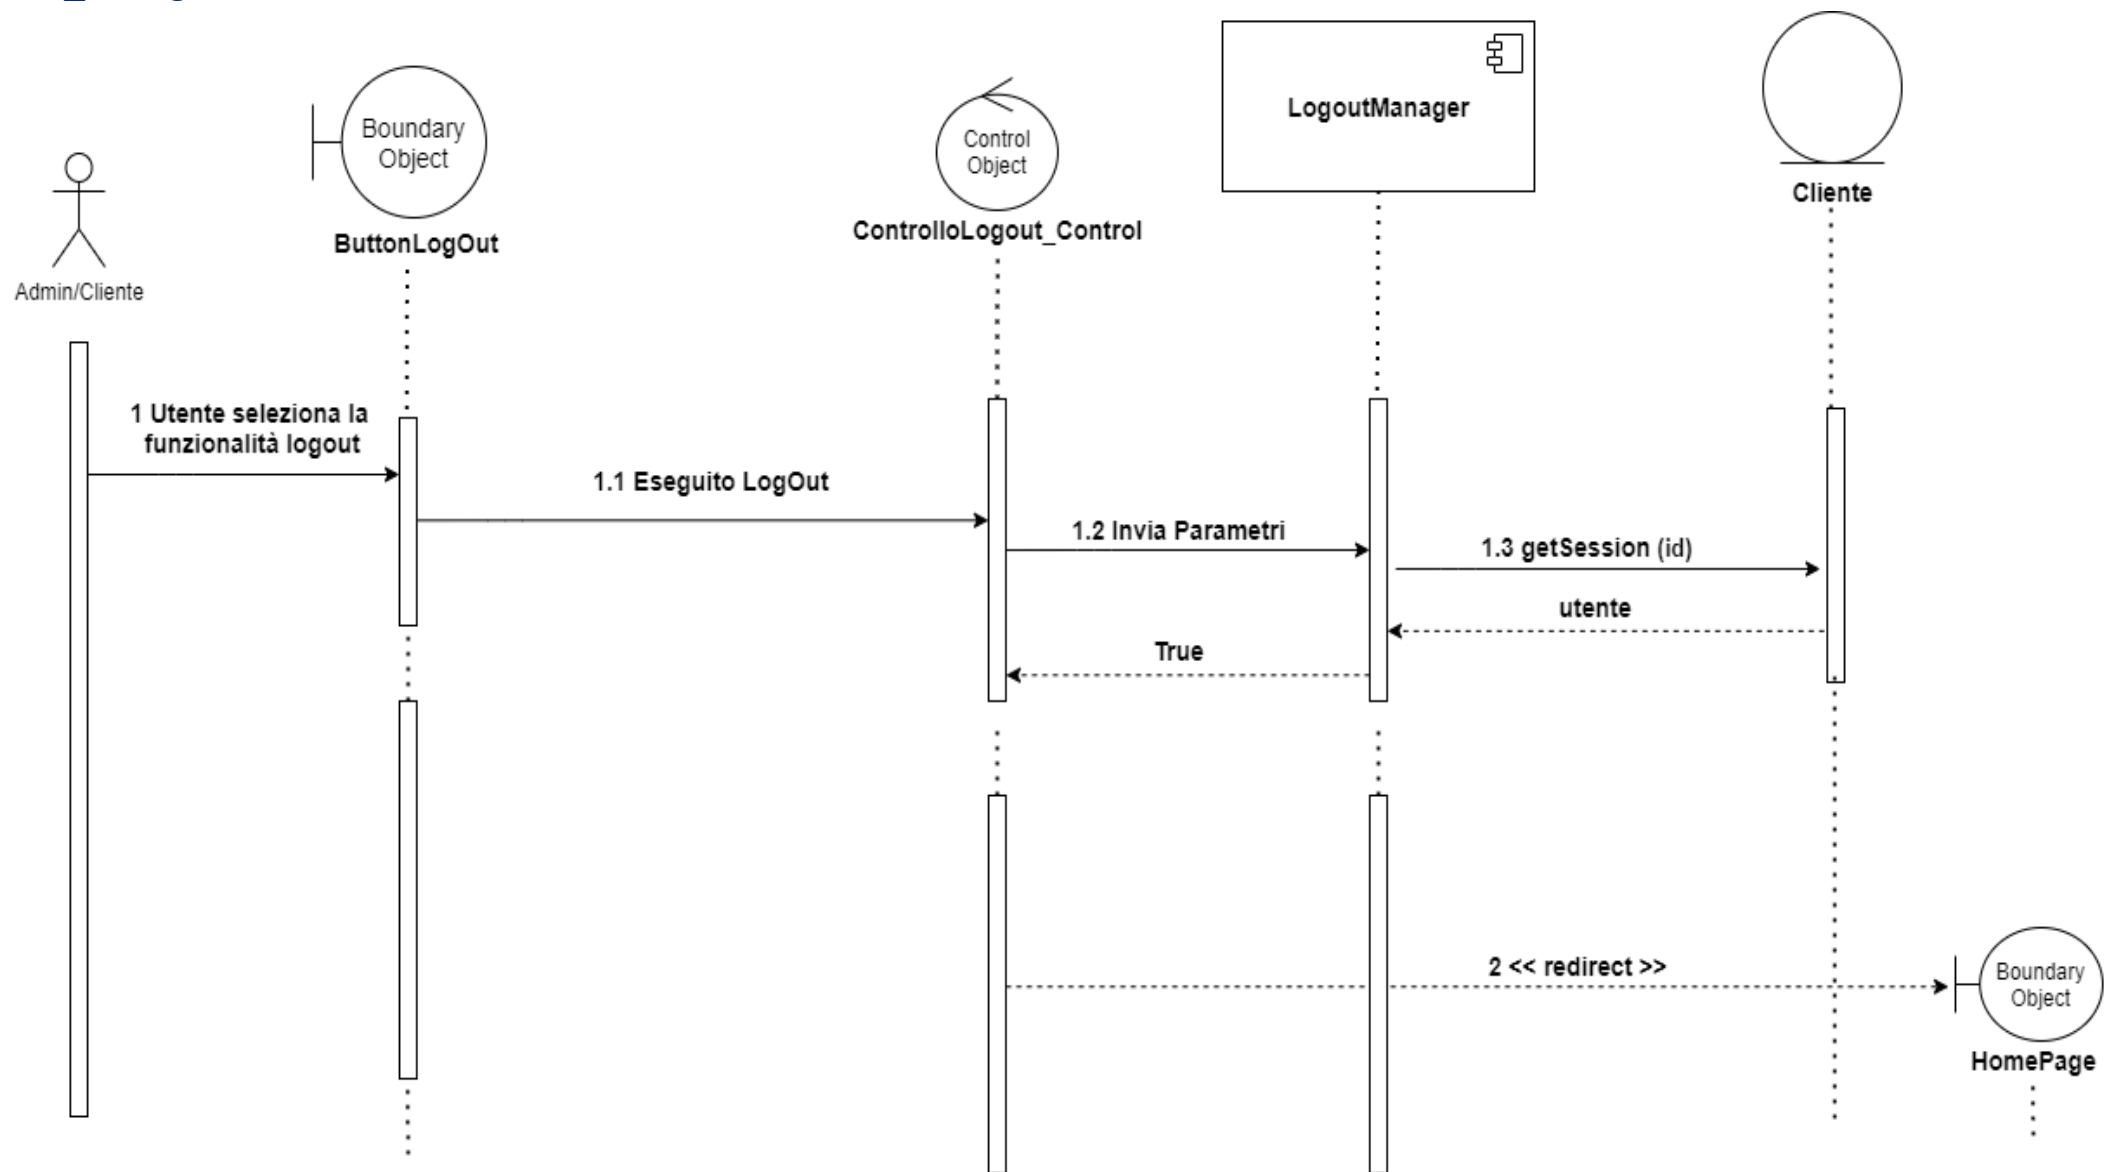 Boundary
Object
ButtonLogOut
Control
Object
ControlloLogout_Control
LogoutManager
Cliente
Admin/Cliente
1 Utente seleziona la
funzionalità logout
1.1 Eseguito LogOut
1.2 Invia Parametri
1.3 getSession (id)
utente
True
2 << redirect >>
Boundary
Object
HomePage